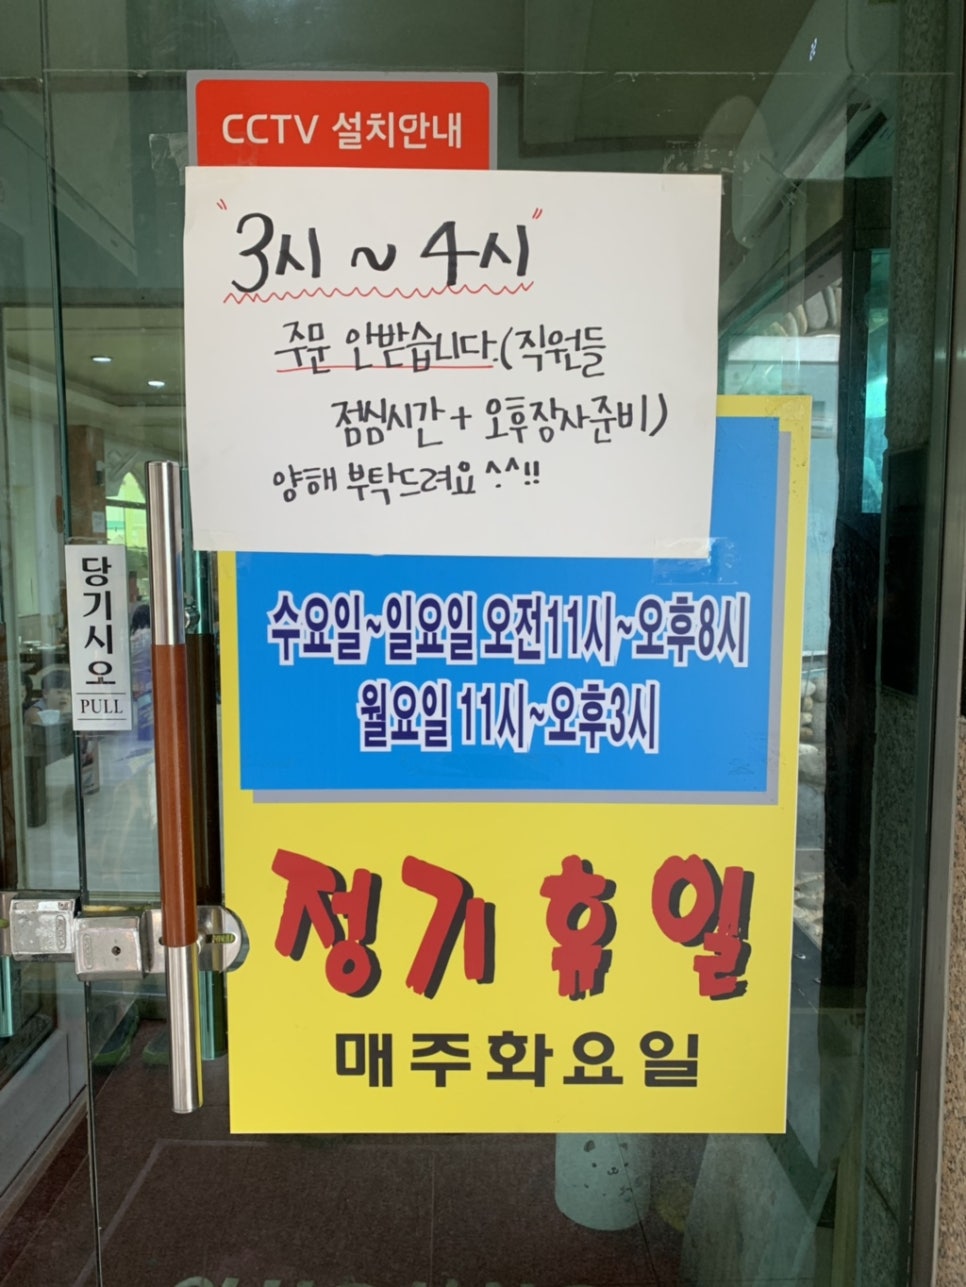 CCTV 설치안내
"3시 ~ 4시"
주문 안받습니다.(직원들
점심시간 + 오후장사준비)
양해 부탁드려요 ^.^!!
당기시오
PULL
수요일~일요일 오전11시~오후8시
월요일 11시~오후3시
정기휴일
매주화요일